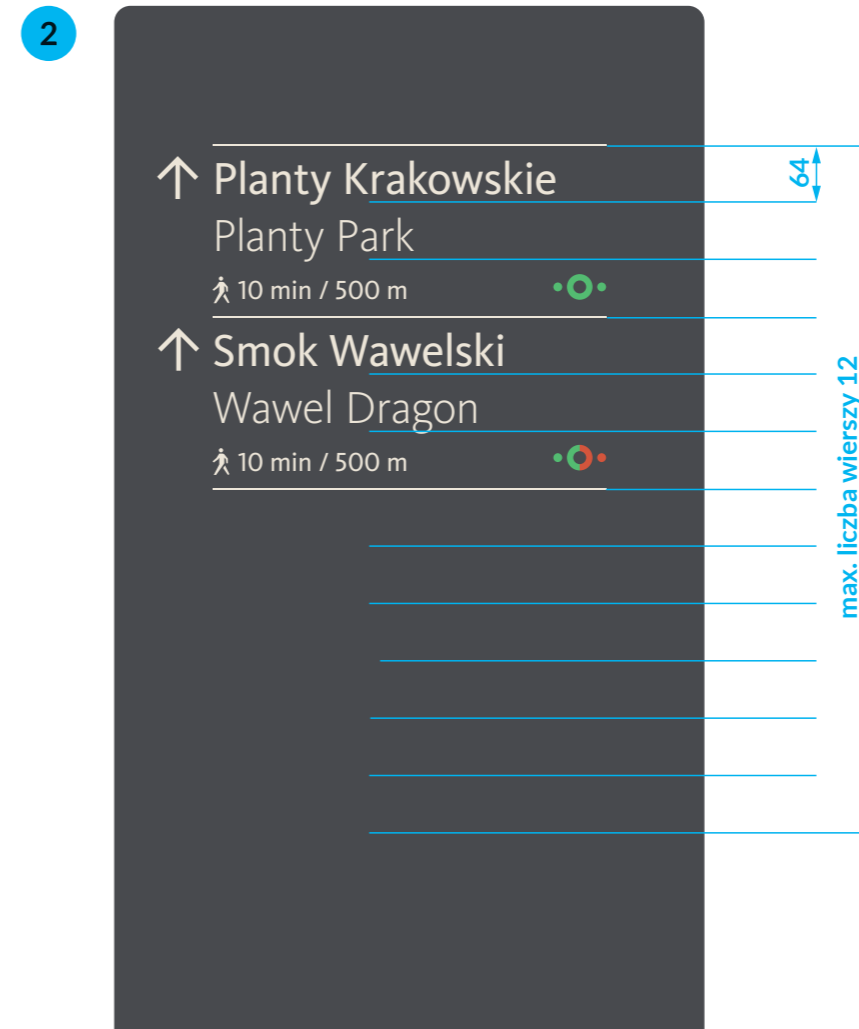 2
Planty Krakowskie
Planty Park
10 min / 500 m
Smok Wawelski
Wawel Dragon
10 min / 500 m
64
max. liczba wierszy 12